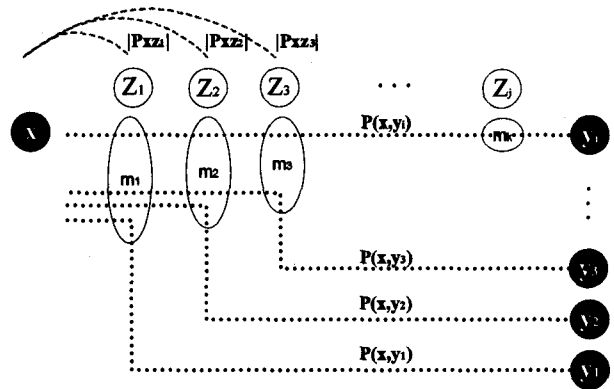 |Pxz₁| |Pxz₂| |Pxz₃|
Z₁ Z₂ Z₃ ... Zⱼ
x P(x,yᵢ) mₖ yᵢ
m₁ m₂ m₃
P(x,y₃) y₃
P(x,y₂) y₂
P(x,y₁) y₁